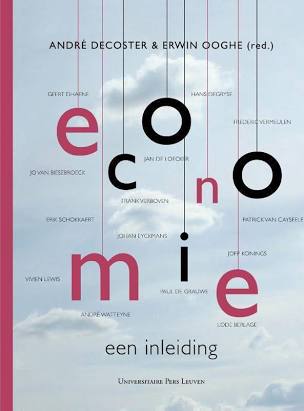 ANDRÉ DECOSTER & ERWIN OOGHE (red.)
GEERT DHAENE
HANS DEGRYSE
FREDERIC VERMEULEN
economie
JO VAN BIESEBROECK
JAN DE LOECKER
FRANK VERBOVEN
ERIK SCHOKKAERT
PATRICK VAN CAYSEELE
JOHAN EYCKMANS
JOEP KONINGS
VIVIEN LEWIS
PAUL DE GRAUWE
ANDRÉ WATTEYNE
LODE BERLAGE
een inleiding
UNIVERSITAIRE PERS LEUVEN